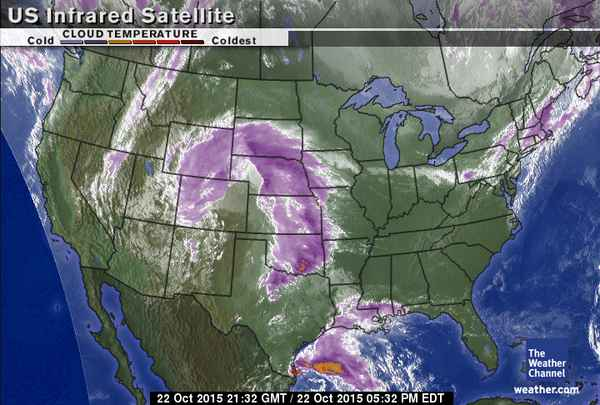 US Infrared Satellite
CLOUD TEMPERATURE
Cold Coldest
The
Weather
Channel
weather.com
22 Oct 2015 21:32 GMT / 22 Oct 2015 05:32 PM EDT